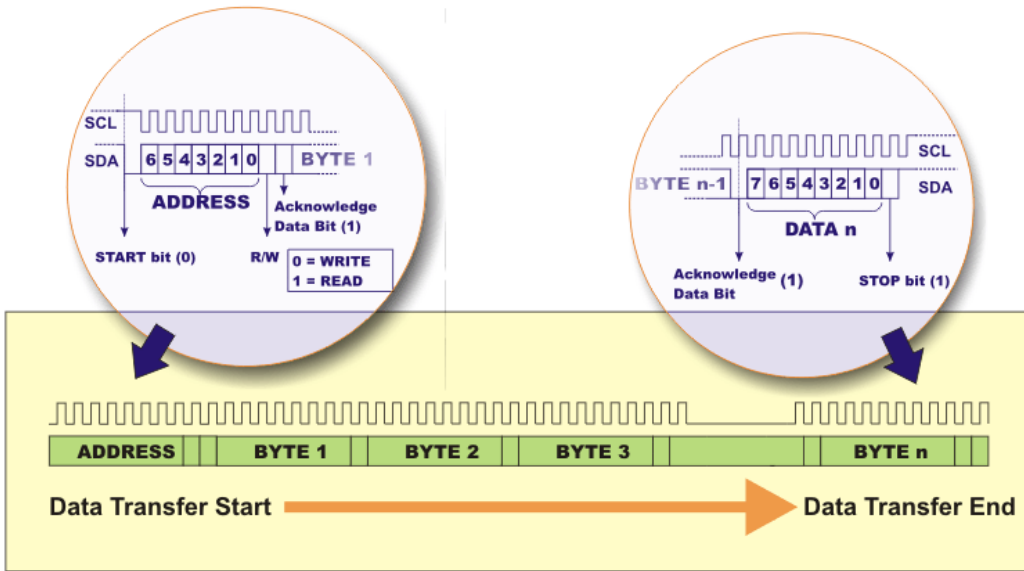 SCL
SDA
6 5 4 3 2 1 0
BYTE 1
ADDRESS
Acknowledge
Data Bit (1)
START bit (0)
R/W
0 = WRITE
1 = READ
SCL
BYTE n-1
7 6 5 4 3 2 1 0
SDA
DATA n
Acknowledge (1)
Data Bit
STOP bit (1)
ADDRESS BYTE 1 BYTE 2 BYTE 3 BYTE n
Data Transfer Start Data Transfer End